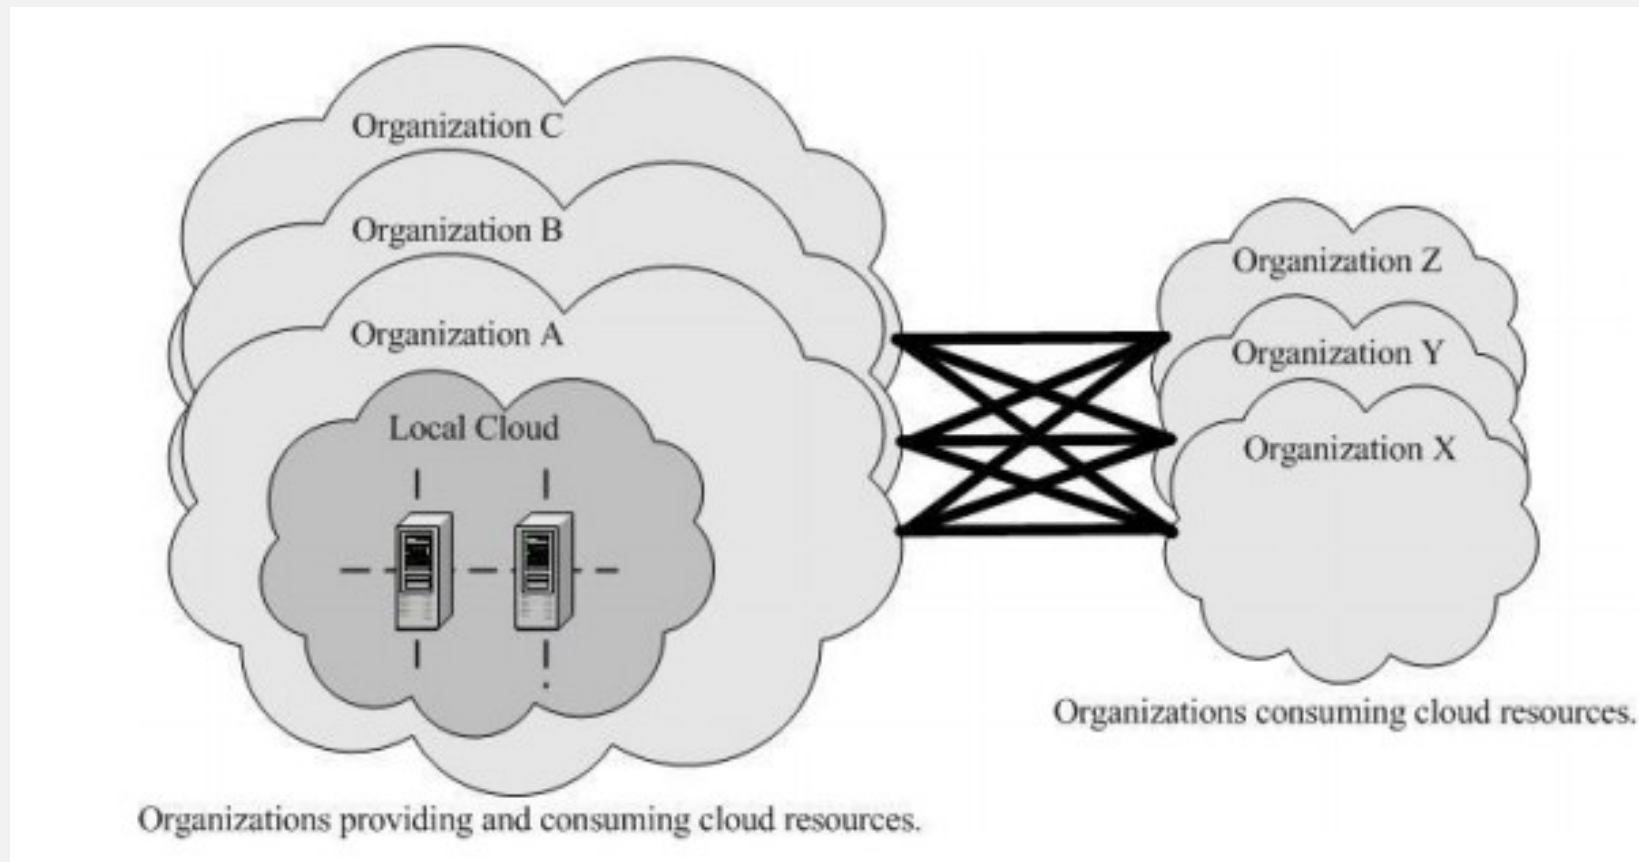 Organization C
Organization B
Organization A
Local Cloud
Organization Z
Organization Y
Organization X
Organizations consuming cloud resources.
Organizations providing and consuming cloud resources.